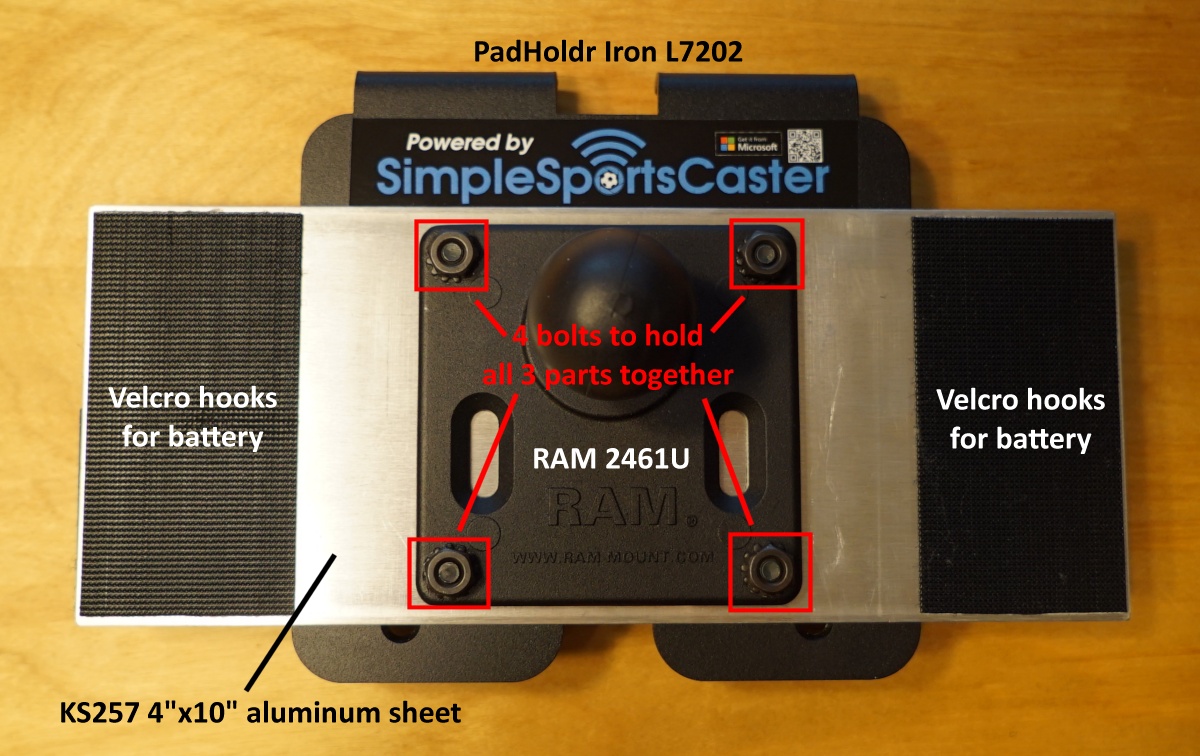 PadHoldr Iron L7202
Powered by
SimpleSportsCaster
Get it from
Microsoft
4 bolts to hold
all 3 parts together
Velcro hooks
for battery
Velcro hooks
for battery
RAM 2461U
RAM
WWW.RAM-MOUNT.COM
KS257 4"x10" aluminum sheet